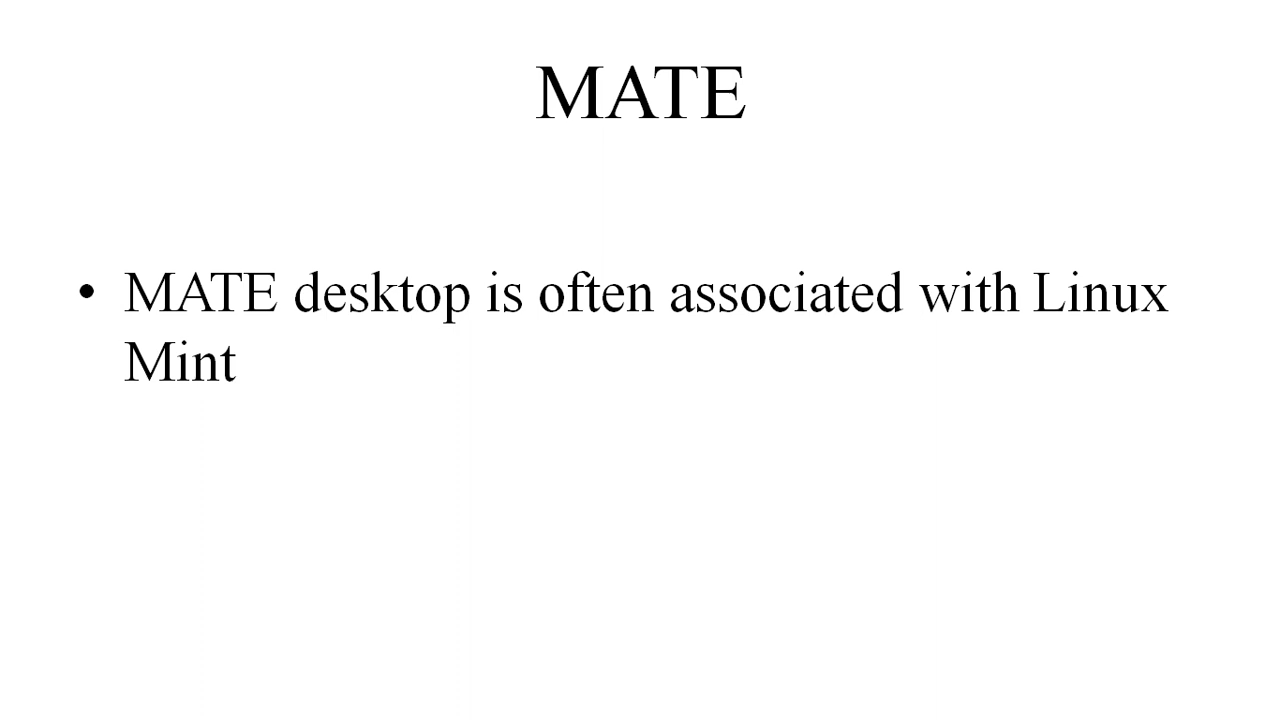 MATE
• MATE desktop is often associated with Linux
Mint